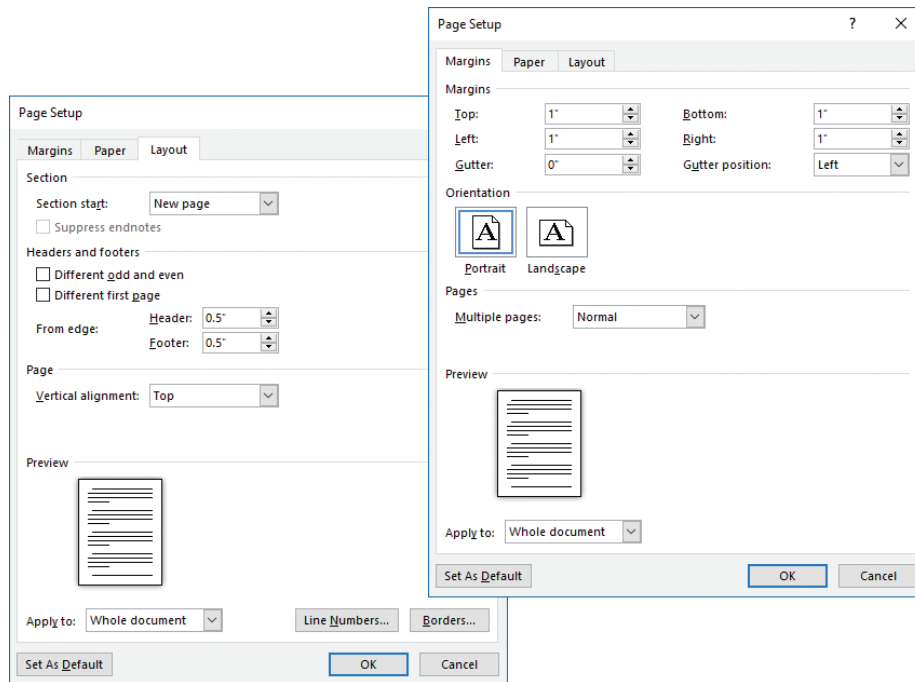 Page Setup
Margins Paper Layout
Section
Section start: New page
Suppress endnotes
Headers and footers
Different odd and even
Different first page
From edge: Header: 0.5"
Footer: 0.5"
Page
Vertical alignment: Top
Preview
Apply to: Whole document Line Numbers... Borders...
Set As Default OK Cancel
Page Setup ? ×
Margins Paper Layout
Margins
Top: 1" Bottom: 1"
Left: 1" Right: 1"
Gutter: 0" Gutter position: Left
Orientation
A A
Portrait Landscape
Pages
Multiple pages: Normal
Preview
Apply to: Whole document
Set As Default OK Cancel